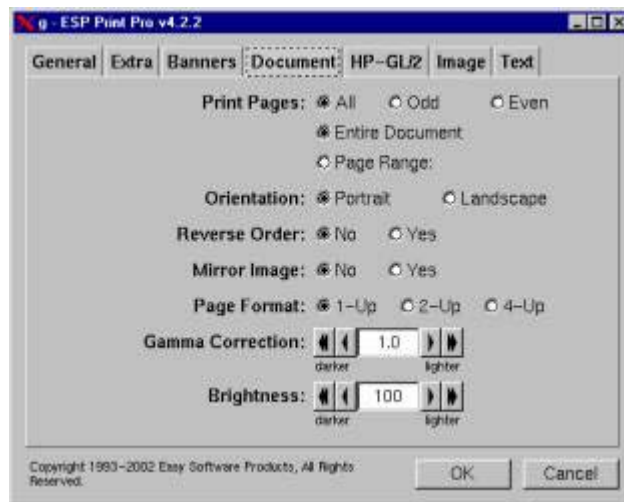 g - ESP Print Pro v4.2.2
General Extra Banners Document HP-GL/2 Image Text
Print Pages: All Odd Even
Entire Document
Page Range:
Orientation: Portrait Landscape
Reverse Order: No Yes
Mirror Image: No Yes
Page Format: 1-Up 2-Up 4-Up
Gamma Correction: 1.0
darker lighter
Brightness: 100
darker lighter
Copyright 1993-2002 Easy Software Products, All Rights
Reserved.
OK Cancel